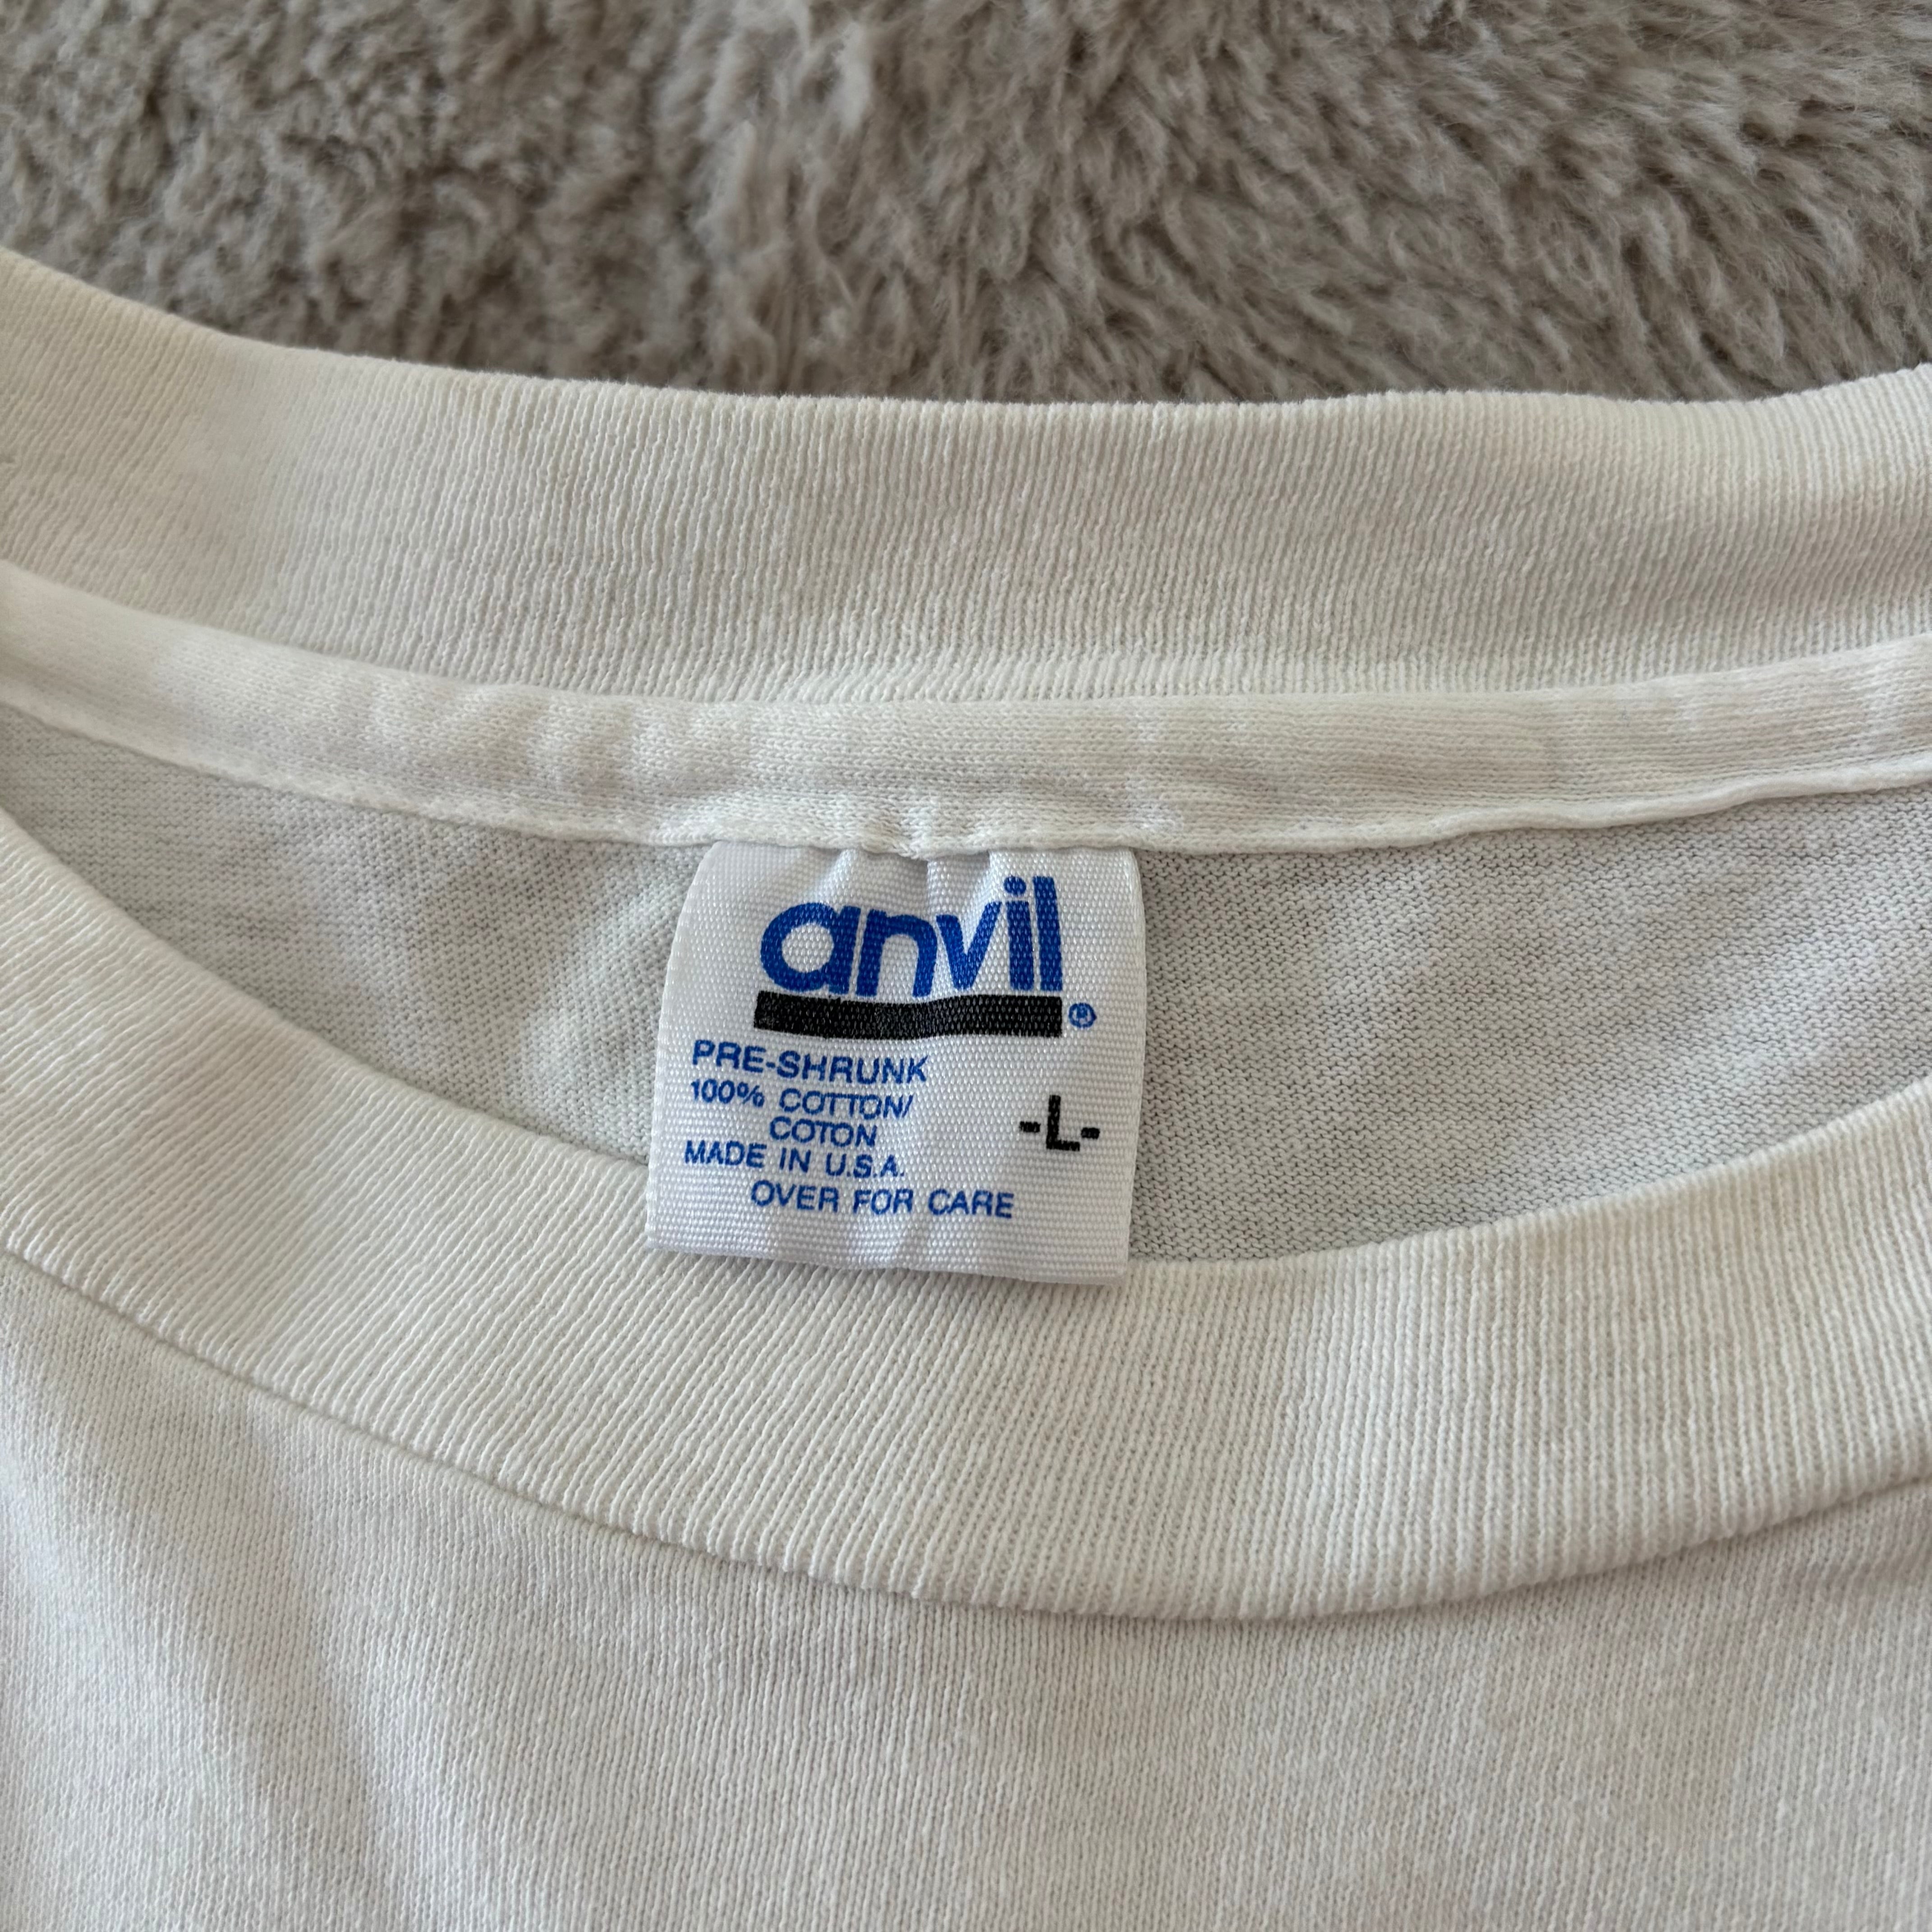 anvil®
PRE-SHRUNK
100% COTTON/
COTON
-L-
MADE IN U.S.A.
OVER FOR CARE